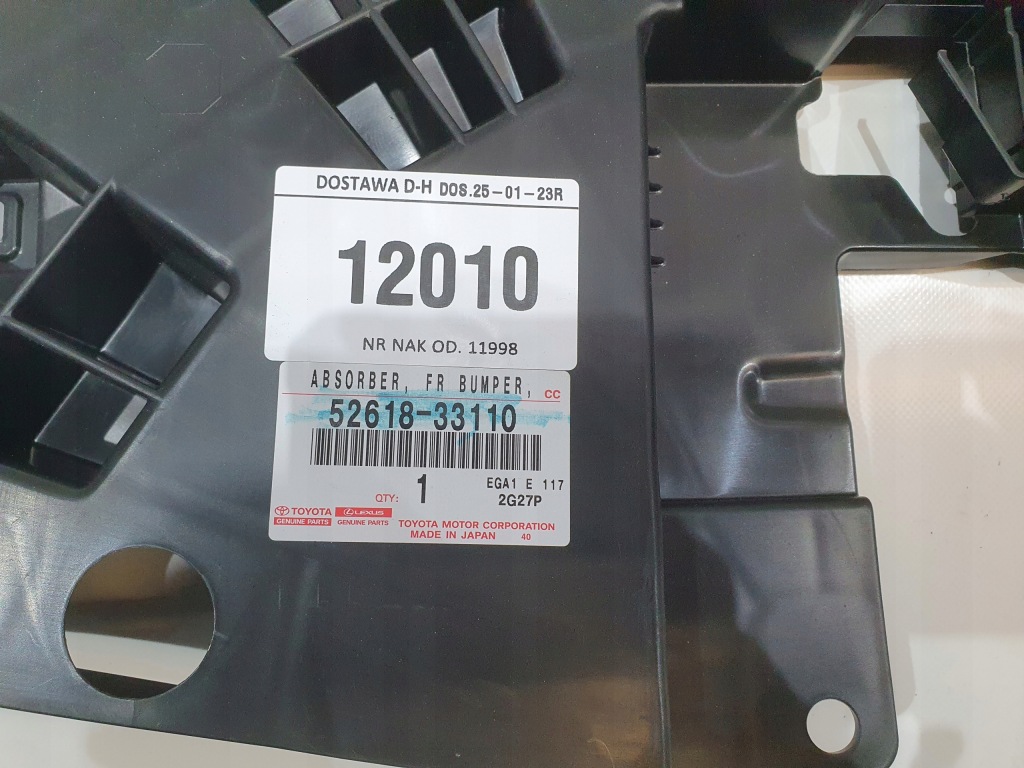 DOSTAWA D-H DOS.25-01-23R
12010
NR NAK OD. 11998
ABSORBER, FR BUMPER, CC
52618-33110
QTY: 1 EGA1 E 117
2G27P
TOYOTA LEXUS
GENUINE PARTS GENUINE PARTS
TOYOTA MOTOR CORPORATION
MADE IN JAPAN 40